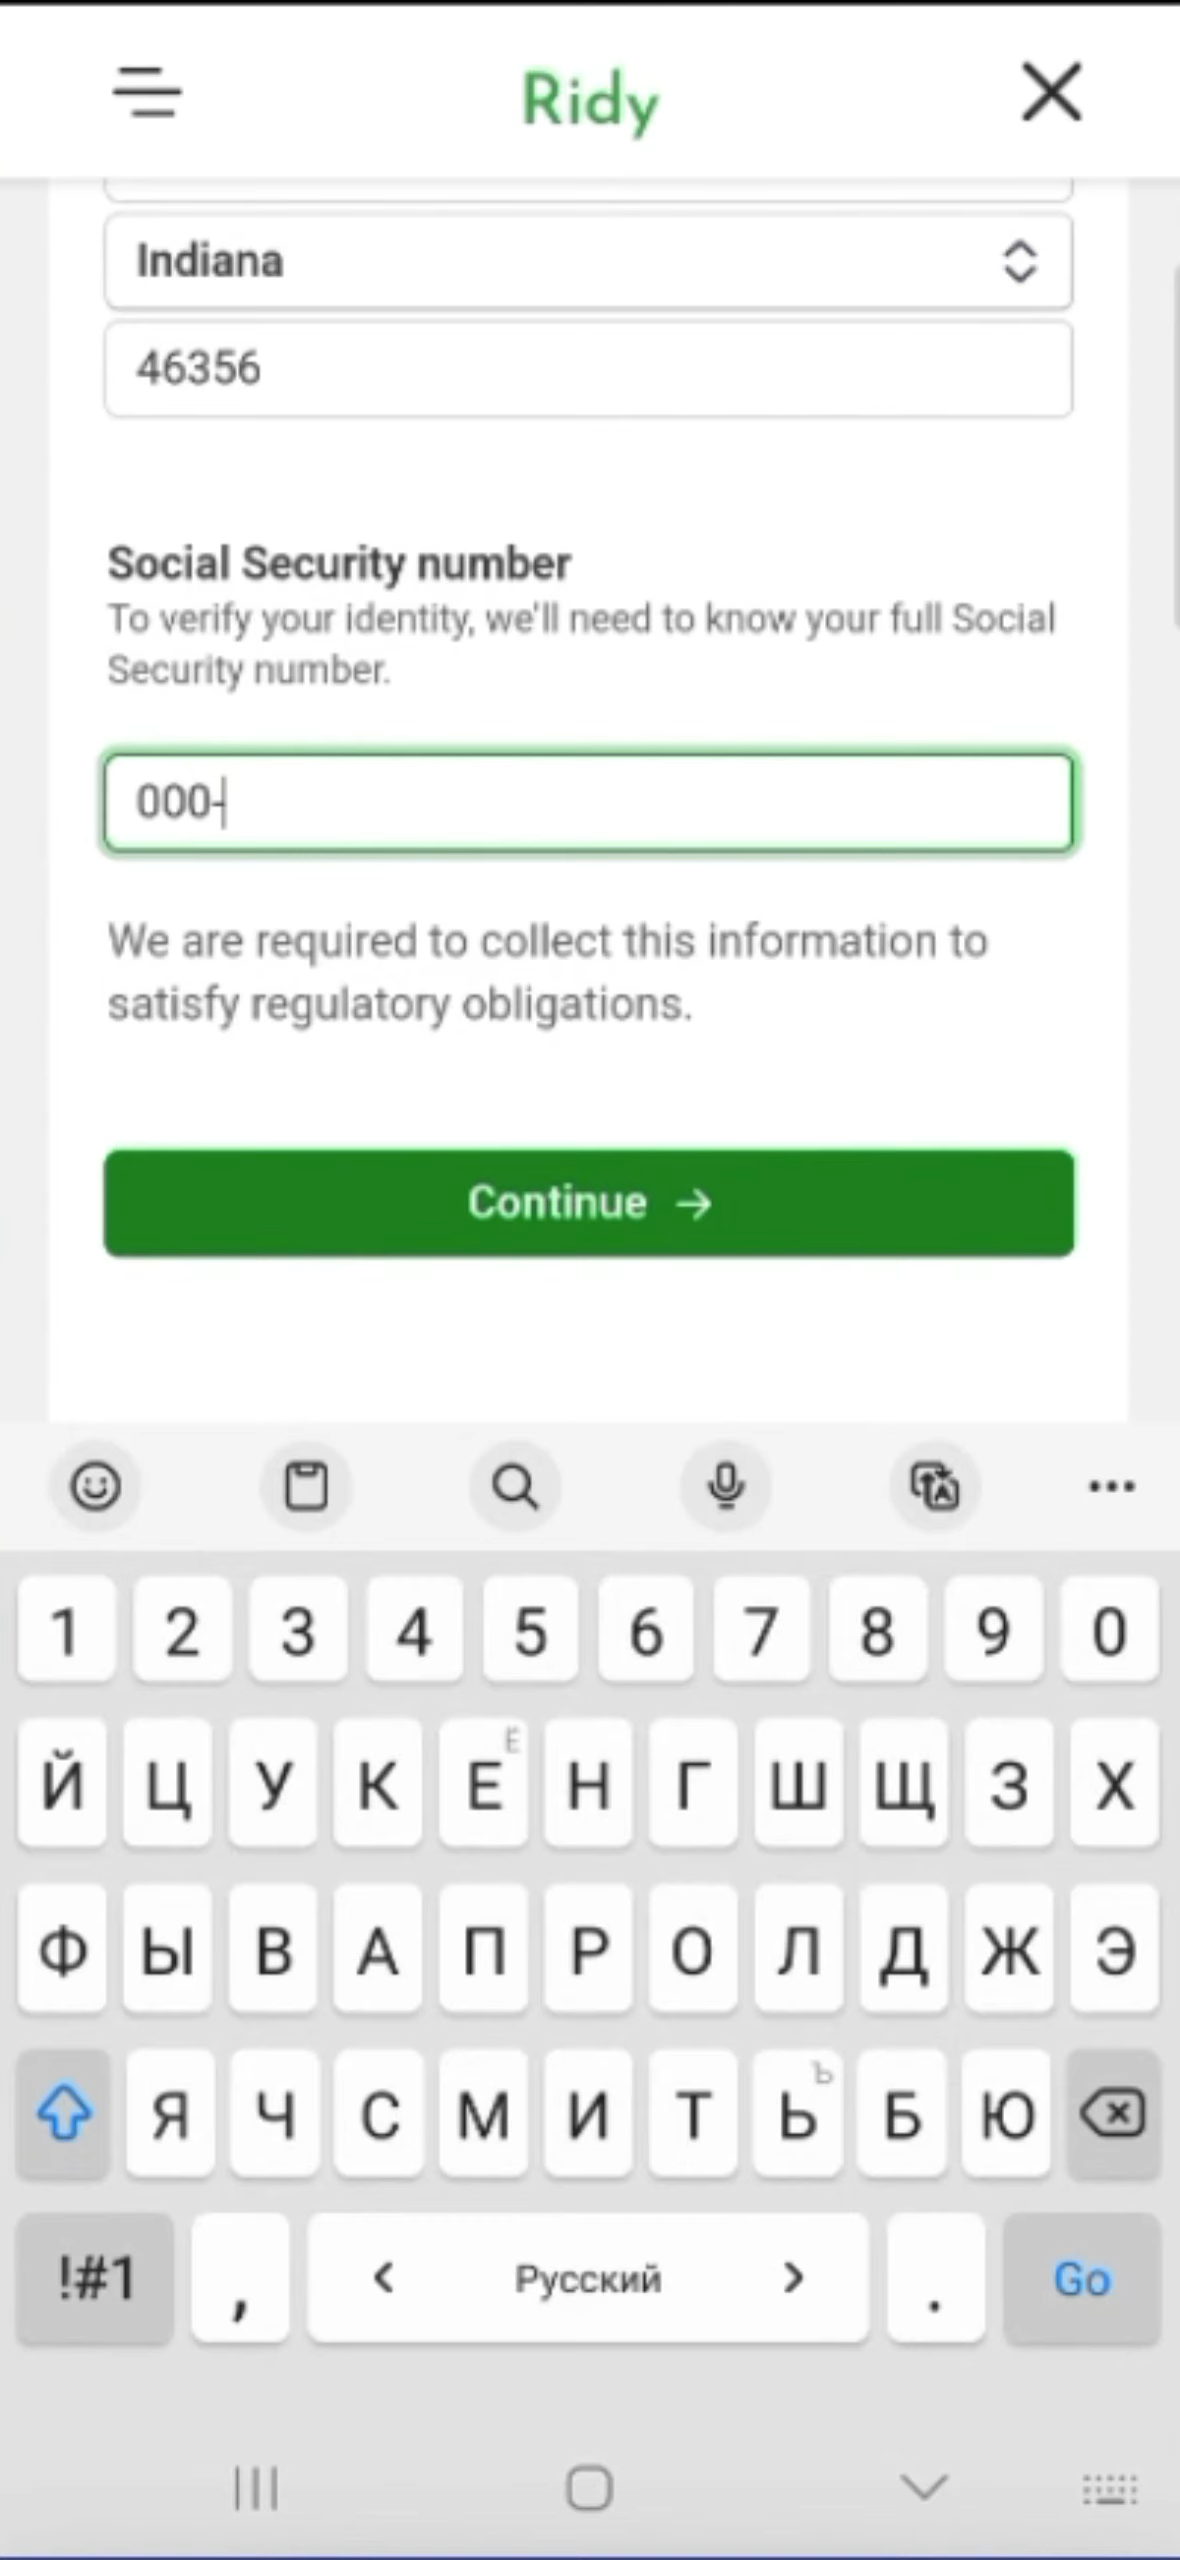 Ridy
Indiana
46356
Social Security number
To verify your identity, we'll need to know your full Social
Security number.
000-
We are required to collect this information to
satisfy regulatory obligations.
Continue →
1 2 3 4 5 6 7 8 9 0
Й Ц У К Е Ё Н Г Ш Щ З Х
Ф Ы В А П Р О Л Д Ж Э
Я Ч С М И Т Ь Ъ Б Ю
!#1 , < Русский > . Go